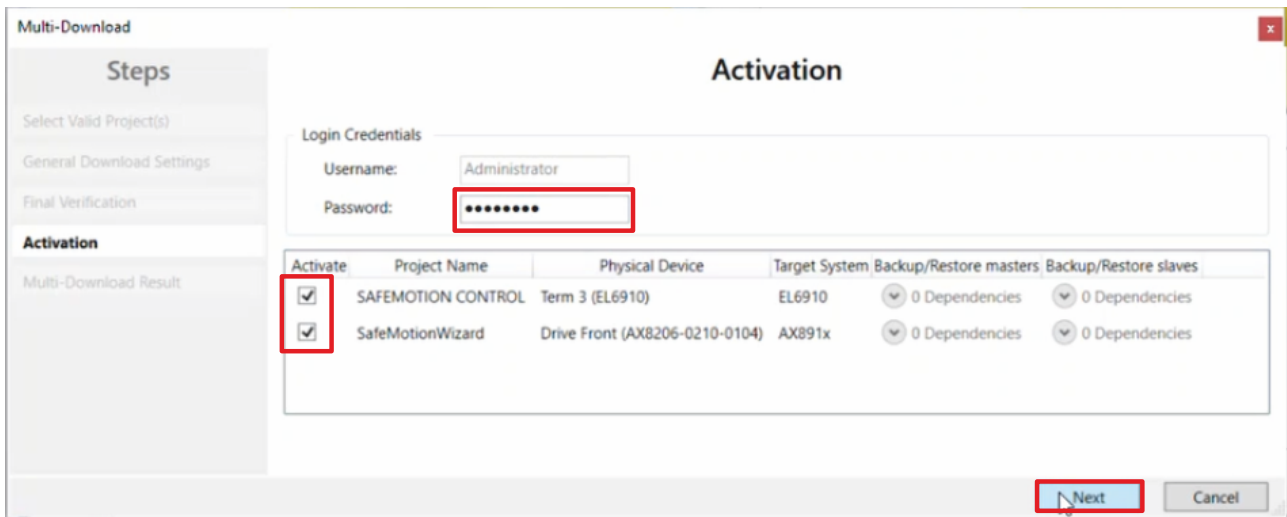 Multi-Download
x
Steps
Select Valid Project(s)
General Download Settings
Final Verification
Activation
Multi-Download Result
Activation
Login Credentials
Username: Administrator
Password: ••••••••
Activate Project Name Physical Device Target System Backup/Restore masters Backup/Restore slaves
SAFEMOTION CONTROL Term 3 (EL6910) EL6910 0 Dependencies 0 Dependencies
SafeMotionWizard Drive Front (AX8206-0210-0104) AX891x 0 Dependencies 0 Dependencies
Next Cancel